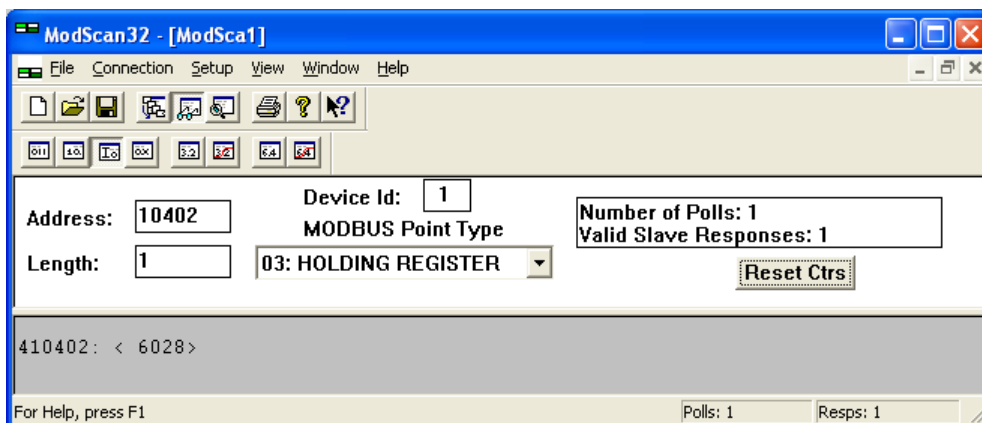 ModScan32 - [ModSca1]
File Connection Setup View Window Help
Address: 10402
Device Id: 1
MODBUS Point Type
Length: 1
03: HOLDING REGISTER
Number of Polls: 1
Valid Slave Responses: 1
Reset Ctrs
410402: < 6028>
For Help, press F1
Polls: 1
Resps: 1